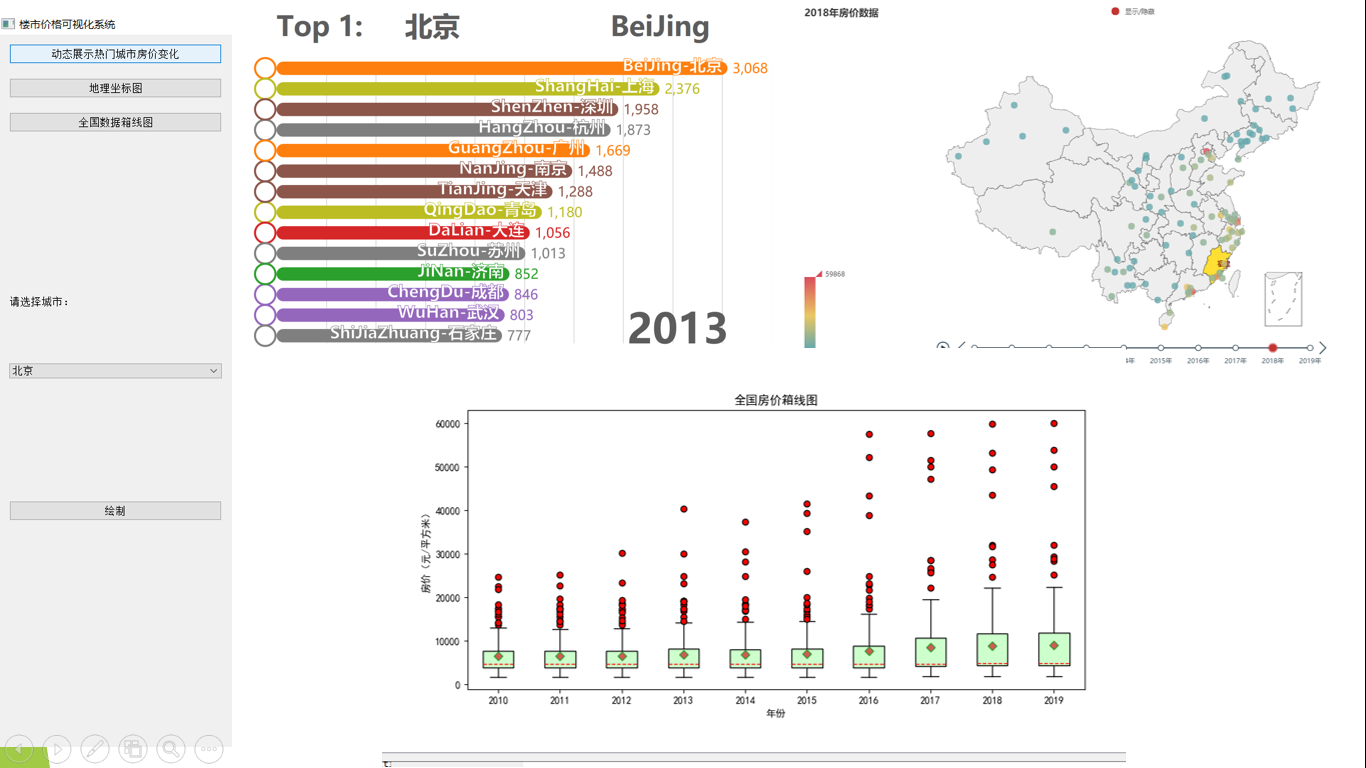 楼市价格可视化系统
动态展示热门城市房价变化
地理坐标图
全国数据箱线图
请选择城市：
北京
绘制
Top 1: 北京 BeiJing
BeiJing-北京 3,068
ShangHai-上海 2,376
ShenZhen-深圳 1,958
HangZhou-杭州 1,873
GuangZhou-广州 1,669
NanJing-南京 1,488
TianJing-天津 1,288
QingDao-青岛 1,180
DaLian-大连 1,056
SuZhou-苏州 1,013
JiNan-济南 852
ChengDu-成都 846
WuHan-武汉 803
ShiJiaZhuang-石家庄 777
2013
2018年房价数据
显示/隐藏
59868
2015年 2016年 2017年 2018年 2019年
全国房价箱线图
房价（元/平方米）
60000
50000
40000
30000
20000
10000
0
2010 2011 2012 2013 2014 2015 2016 2017 2018 2019
年份